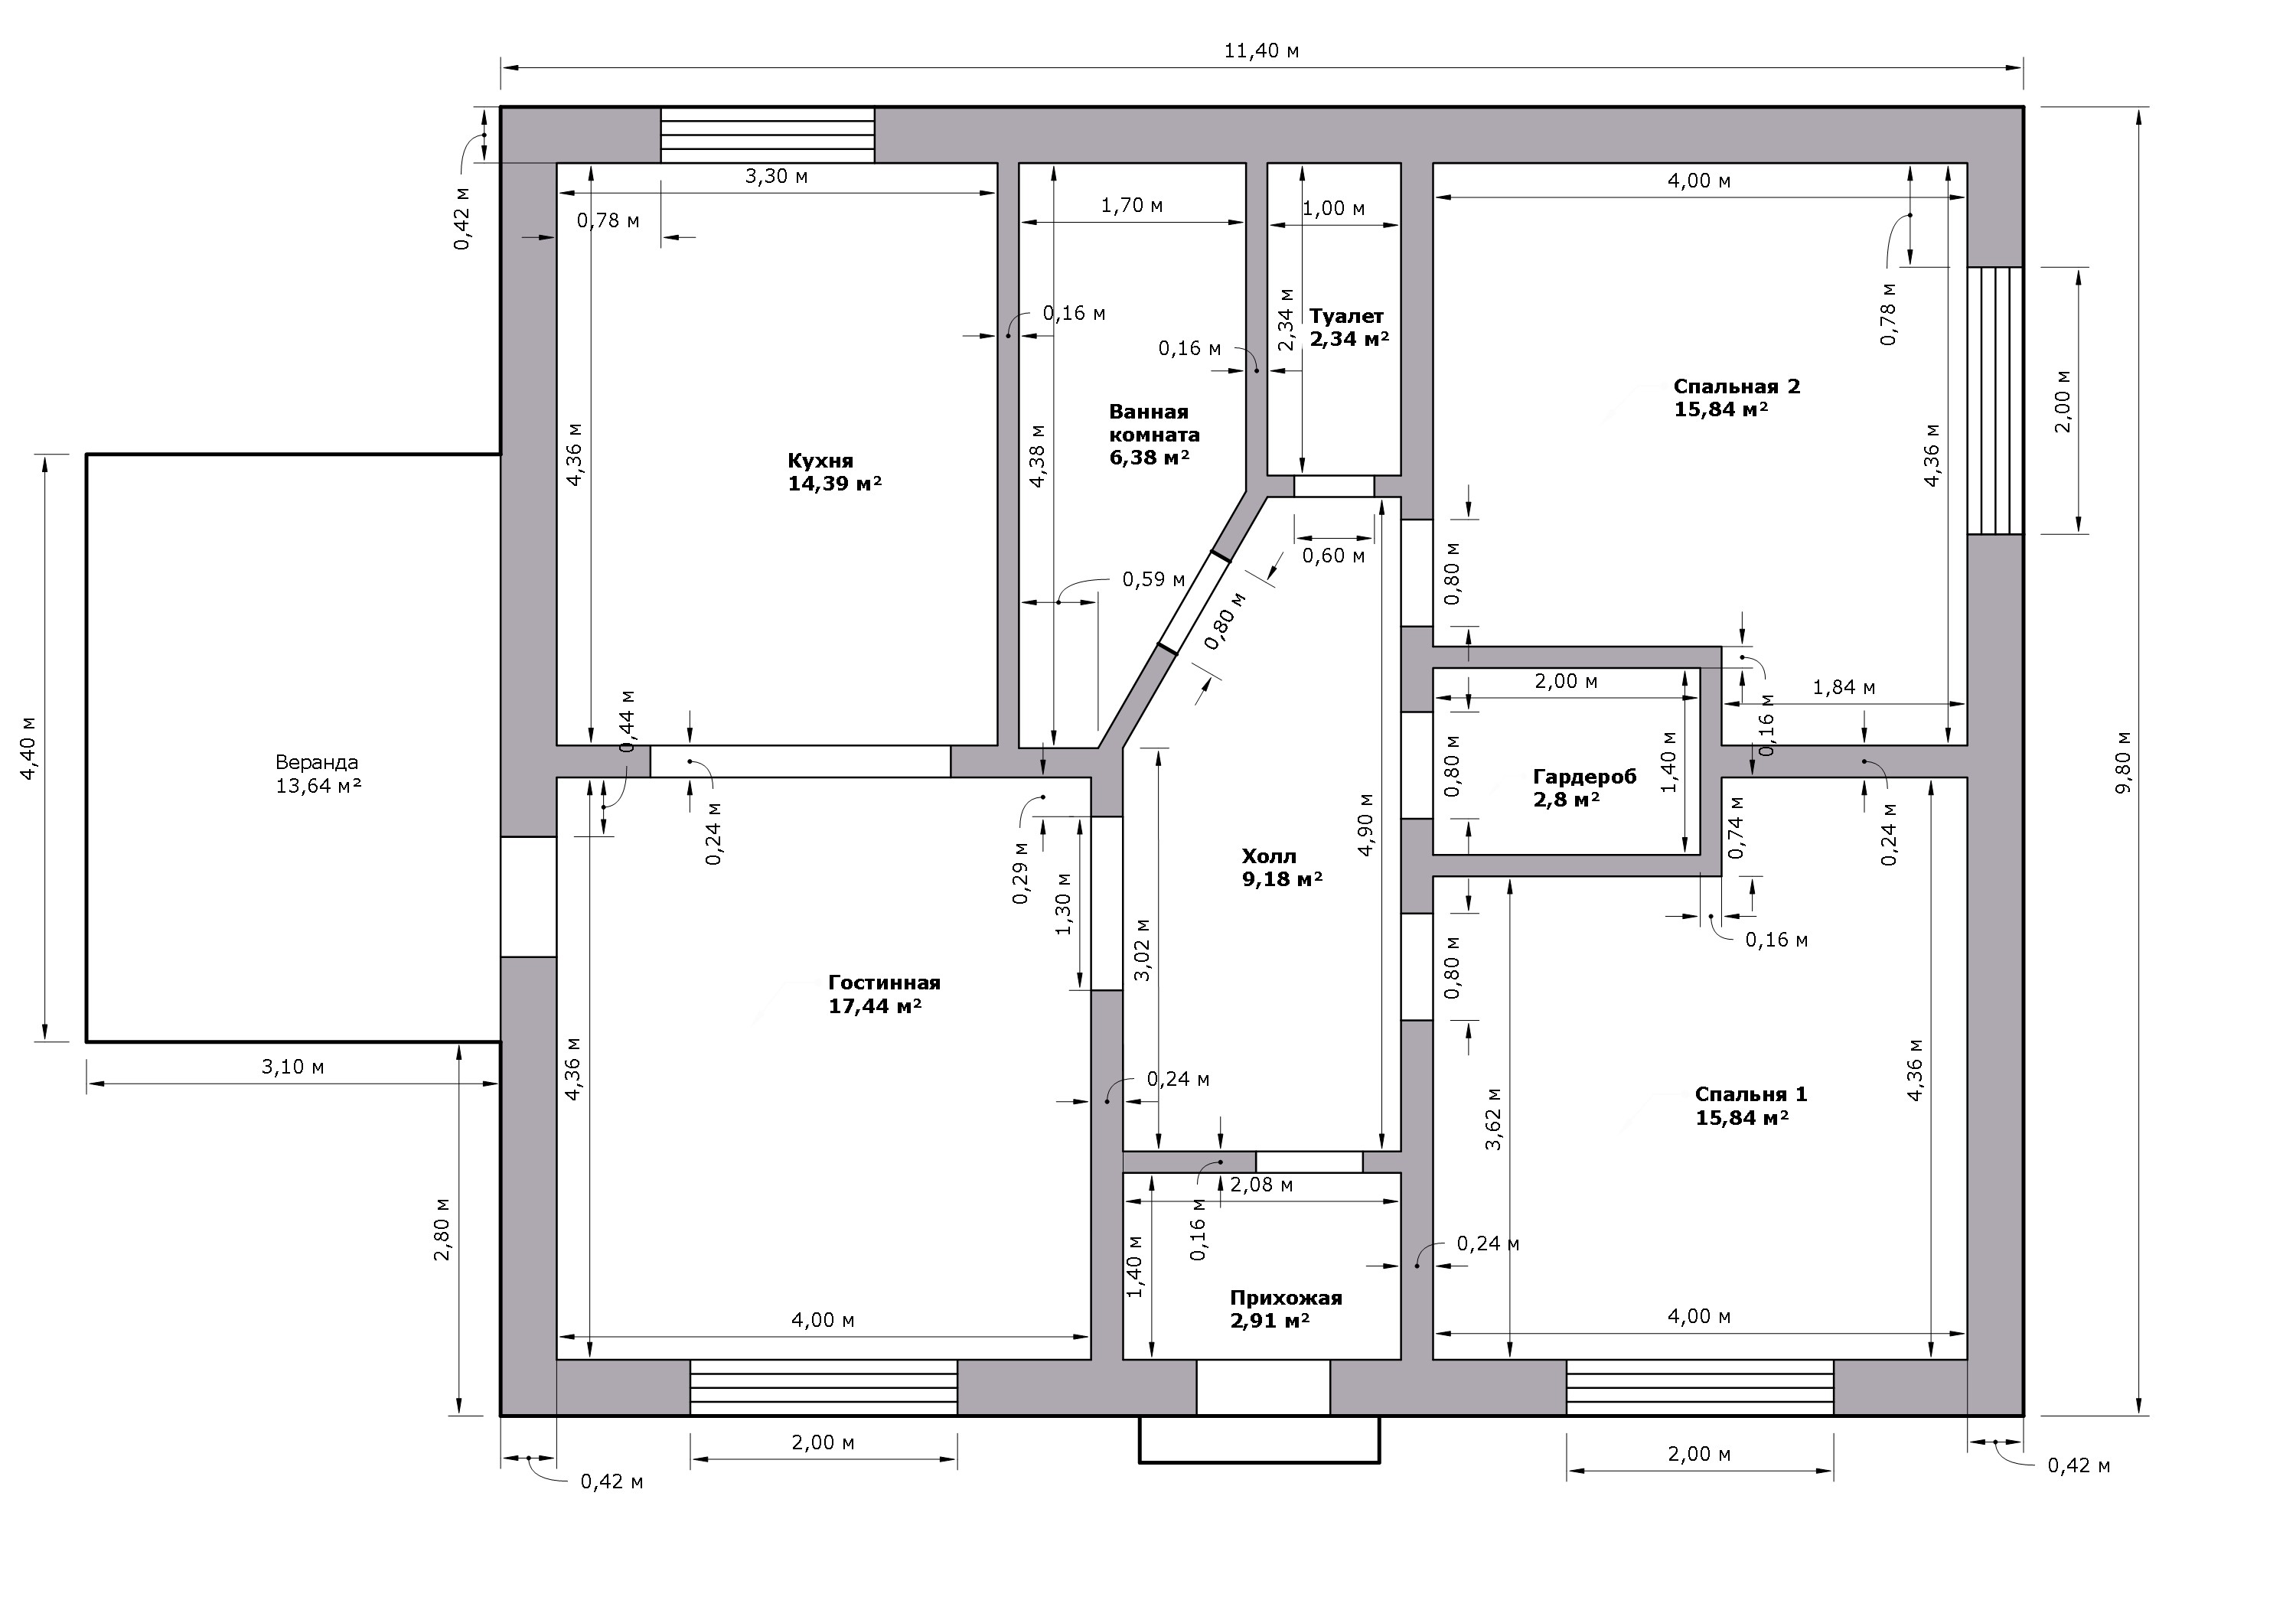 11,40 м
0,42 м
3,30 м
0,78 м
1,70 м
1,00 м
4,00 м
0,78 м
2,00 м
0,16 м
0,16 м
2,34 м
Туалет
2,34 м²
Спальная 2
15,84 м²
Ванная
комната
6,38 м²
Кухня
14,39 м²
4,36 м
4,38 м
4,36 м
0,59 м
0,60 м
0,80 м
0,80 м
4,40 м
Веранда
13,64 м²
0,44 м
0,24 м
2,00 м
1,84 м
0,16 м
0,80 м
1,40 м
Гардероб
2,8 м²
0,74 м
0,24 м
9,80 м
0,29 м
1,30 м
Холл
9,18 м²
4,90 м
3,02 м
0,80 м
0,16 м
Гостинная
17,44 м²
3,10 м
4,36 м
0,24 м
3,62 м
Спальня 1
15,84 м²
4,36 м
2,80 м
2,08 м
0,16 м
1,40 м
0,24 м
Прихожая
2,91 м²
4,00 м
4,00 м
2,00 м
2,00 м
0,42 м
0,42 м